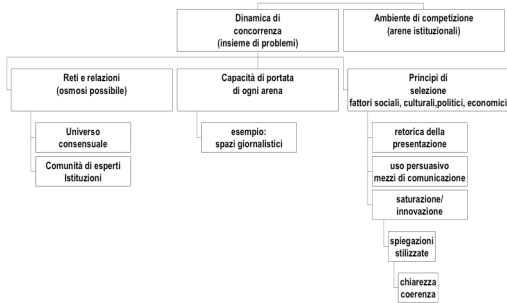 Dinamica di
concorrenza
(insieme di problemi)
Ambiente di competizione
(arene istituzionali)
Reti e relazioni
(osmosi possibile)
Capacità di portata
di ogni arena
Principi di
selezione
fattori sociali, culturali,politici, economici
Universo
consensuale
Comunità di esperti
Istituzioni
esempio:
spazi giornalistici
retorica della
presentazione
uso persuasivo
mezzi di comunicazione
saturazione/
innovazione
spiegazioni
stilizzate
chiarezza
coerenza